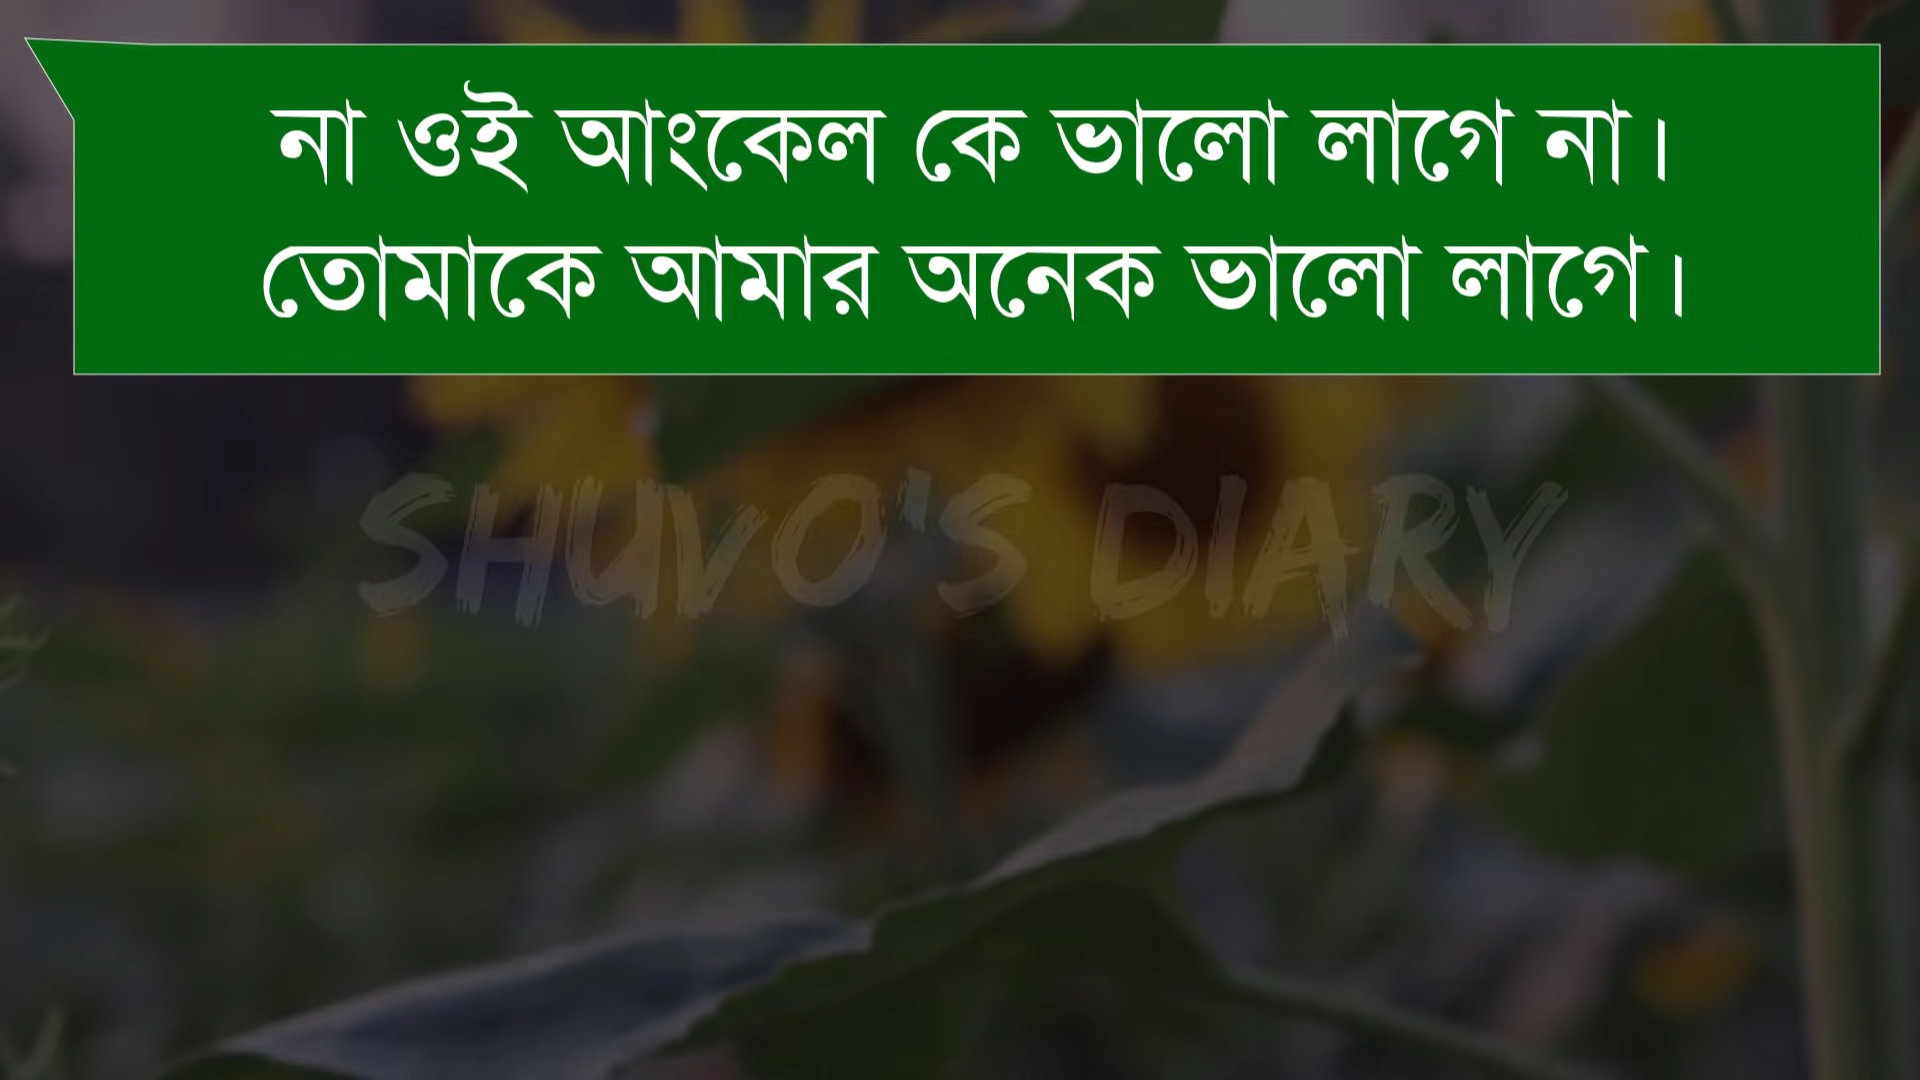 না ওই আংকেল কে ভালো লাগে না।
তোমাকে আমার অনেক ভালো লাগে।
SHUVO'S DIARY